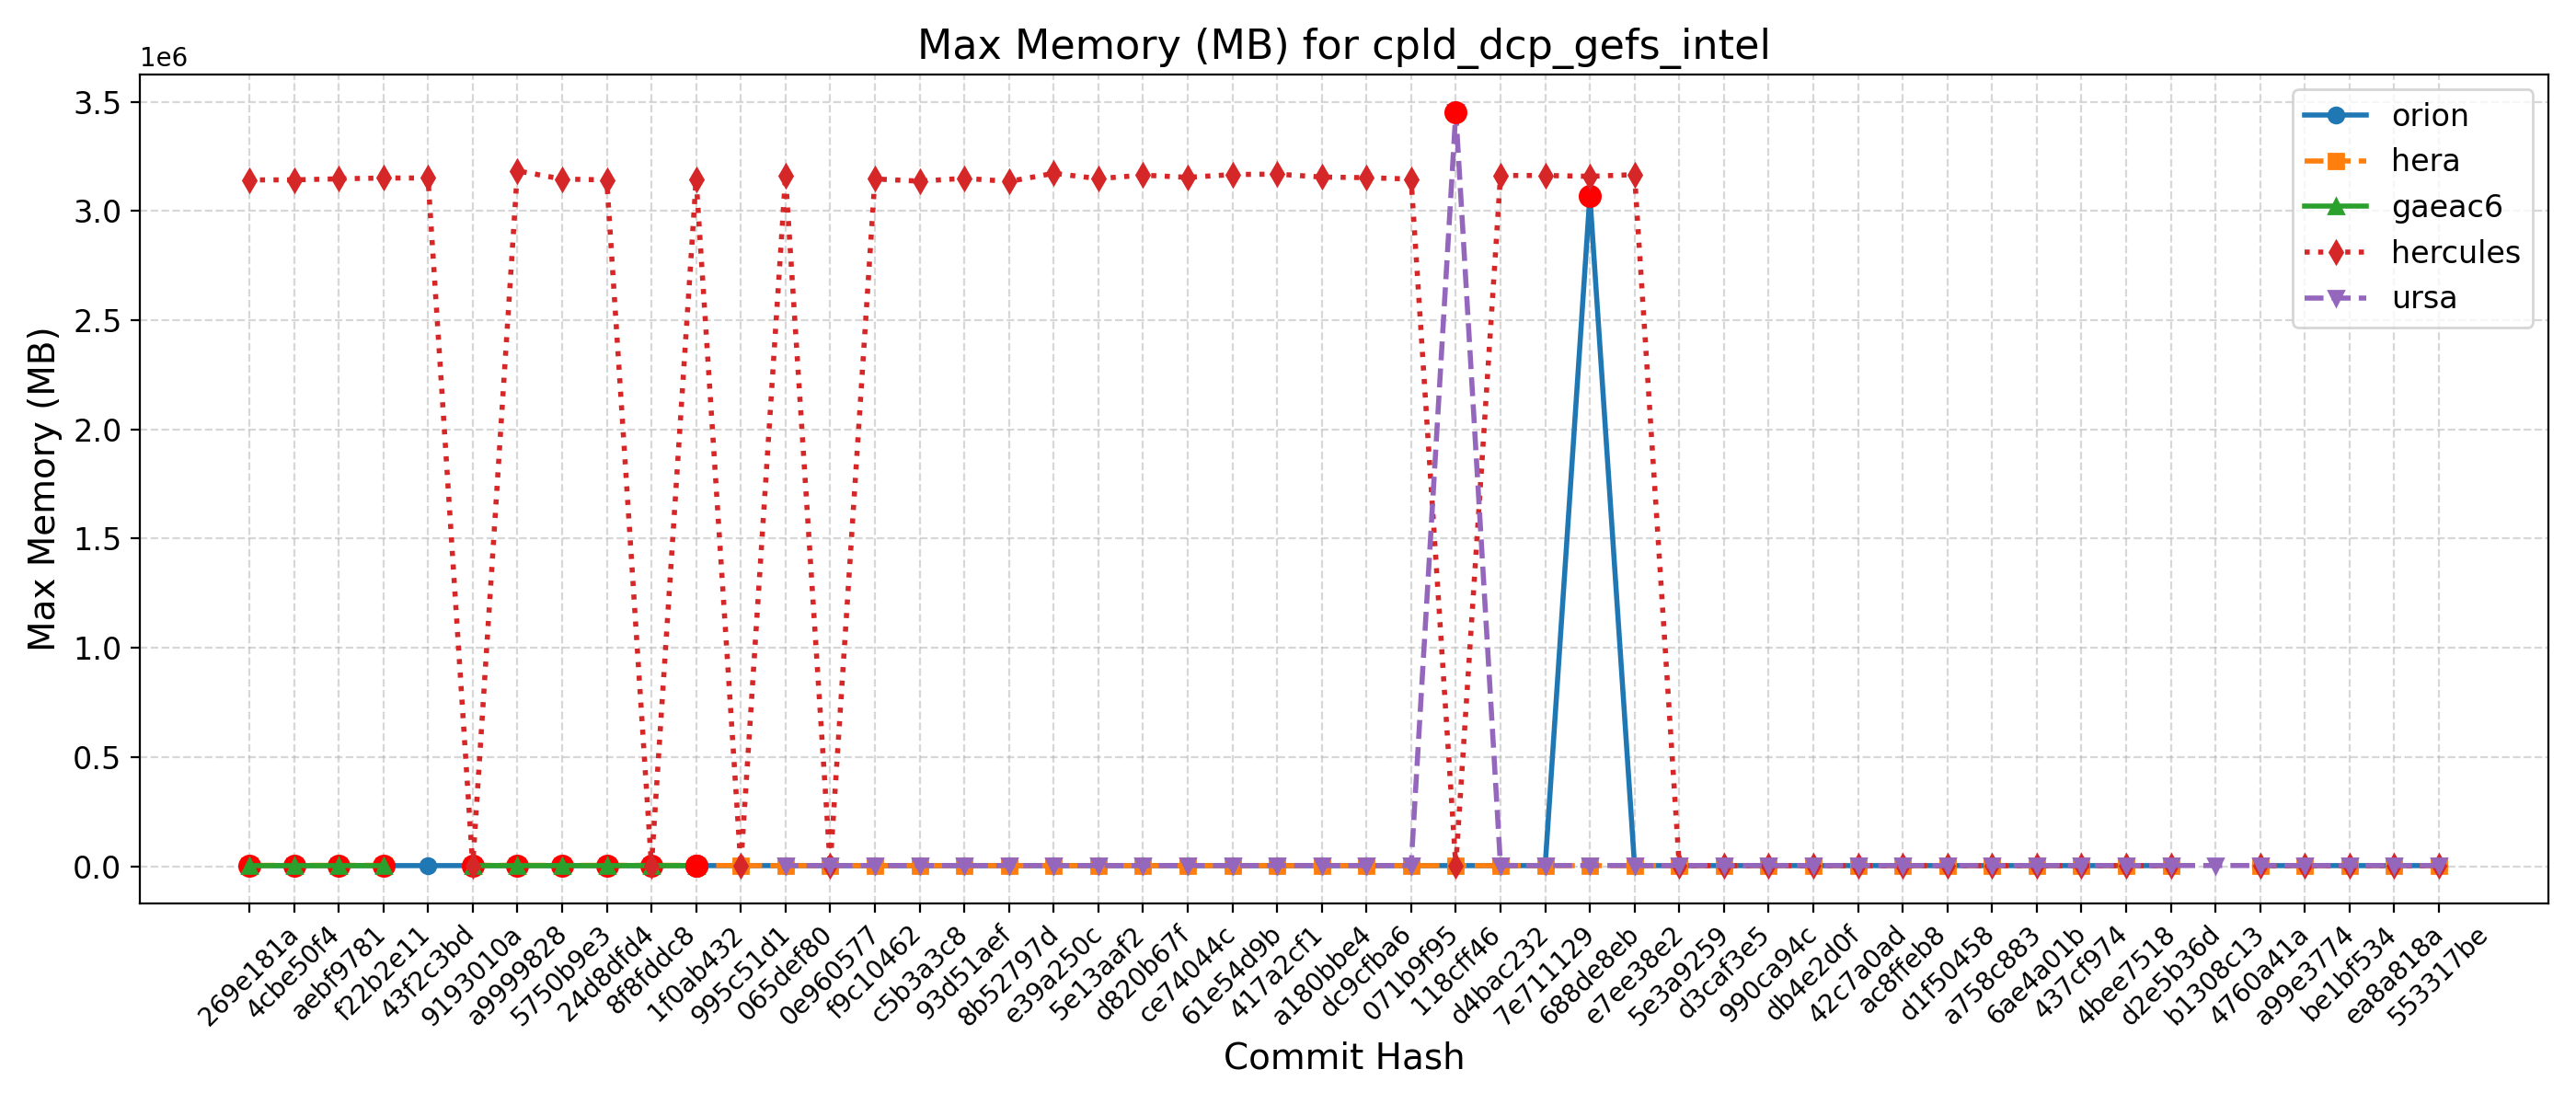 Max Memory (MB) for cpld_dcp_gefs_intel
1e6
3.5
3.0
2.5
2.0
1.5
1.0
0.5
0.0
Max Memory (MB)
orion
hera
gaeac6
hercules
ursa
269e181a
4cbe50f4
aebf9781
f22b2e11
43f2c3bd
9193010a
a9999828
5750b9e3
24d8dfd4
8f8fddc8
1f0ab432
995c51d1
065def80
0e960577
f9c10462
c5b3a3c8
93d51aef
8b52797d
e39a250c
5e13aaf2
d820b67f
ce74044c
61e54d9b
417a2cf1
a180bbe4
dc9cfba6
071b9f95
118cff46
d4bac232
7e711129
688de8eb
e7ee38e2
5e3a9259
d3caf3e5
990ca94c
db4e2d0f
42c7a0ad
ac8ffeb8
d1f50458
a758c883
6ae4a01b
437cf974
4bee7518
d2e5b36d
b1308c13
4760a41a
a99e3774
be1bf534
ea8a818a
553317be
Commit Hash